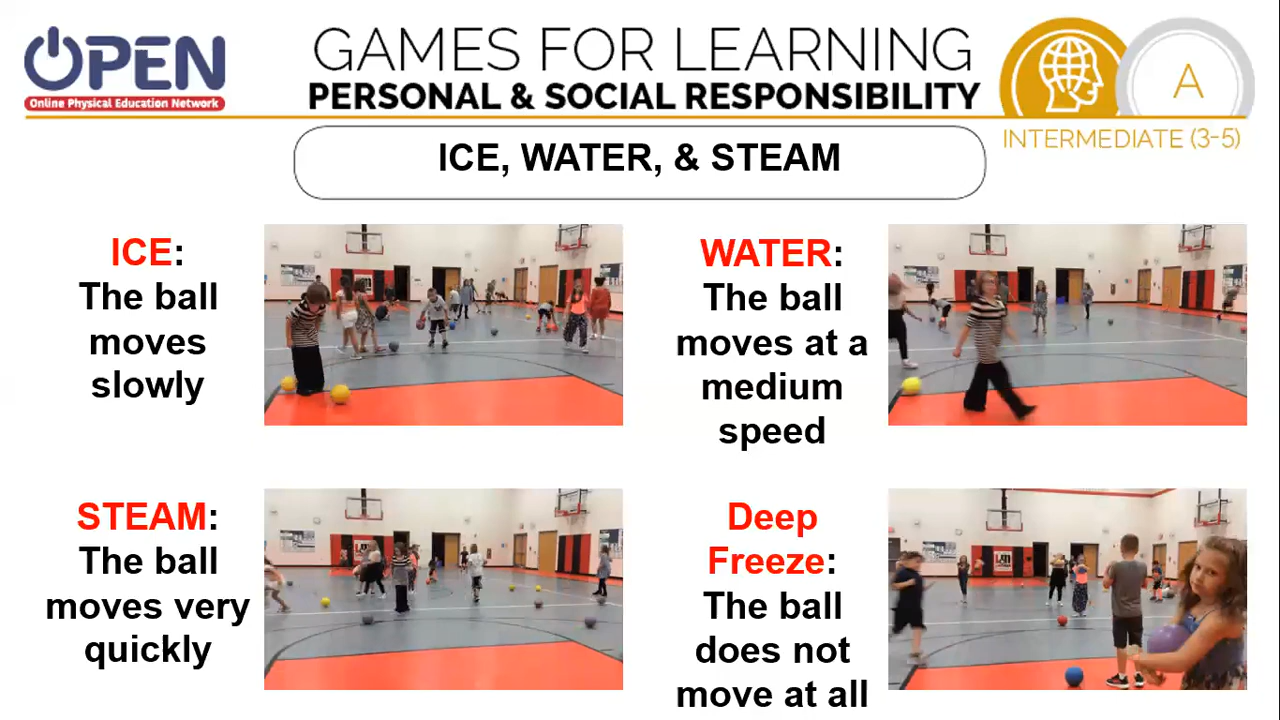 OPEN
Online Physical Education Network
GAMES FOR LEARNING
PERSONAL & SOCIAL RESPONSIBILITY
A
INTERMEDIATE (3-5)
ICE, WATER, & STEAM
ICE:
The ball
moves
slowly
WATER:
The ball
moves at a
medium
speed
STEAM:
The ball
moves very
quickly
Deep
Freeze:
The ball
does not
move at all